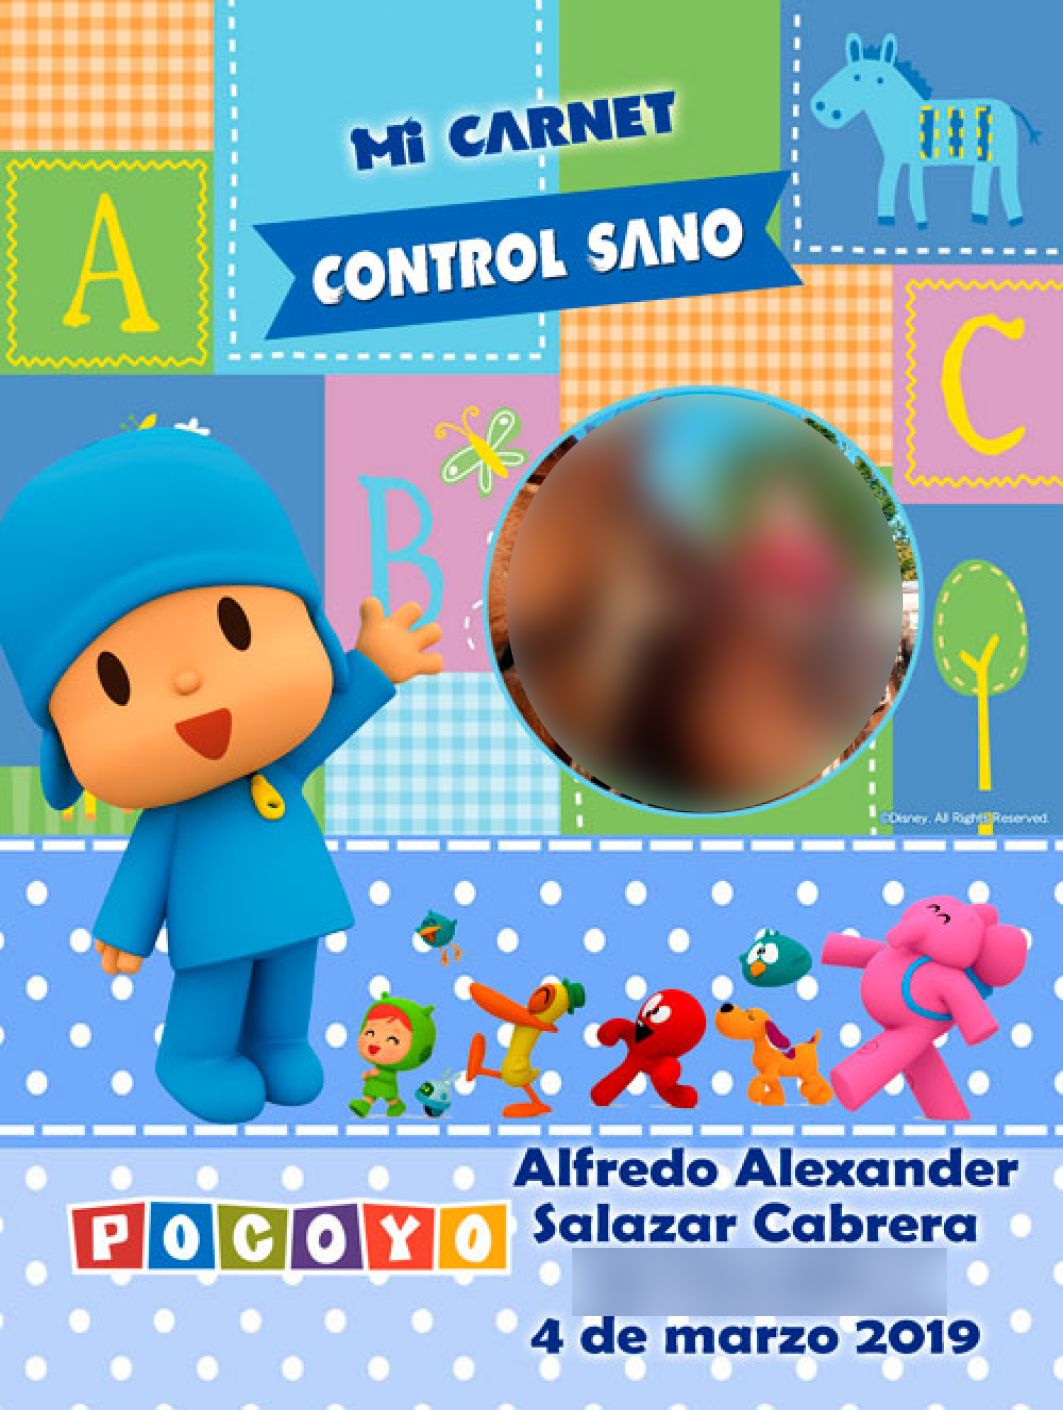 Mi CARNET
CONTROL SANO
A
C
B
©Disney. All Rights Reserved.
POCOYO
Alfredo Alexander
Salazar Cabrera
4 de marzo 2019